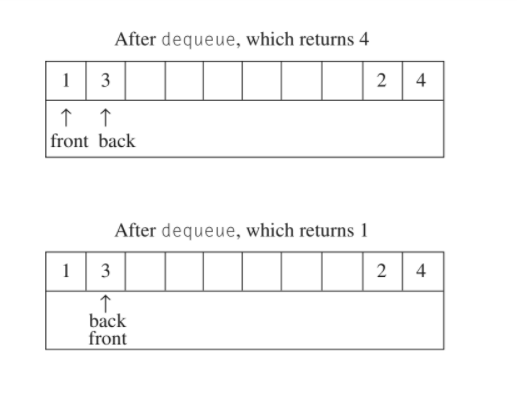 After dequeue, which returns 4
1 3 2 4
↑ ↑
front back
After dequeue, which returns 1
1 3 2 4
↑
back
front